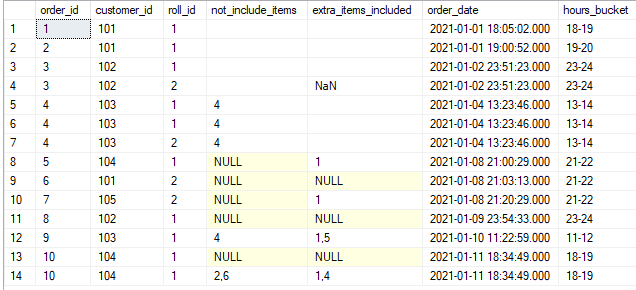 order_id customer_id roll_id not_include_items extra_items_included order_date hours_bucket
1 1 101 1 2021-01-01 18:05:02.000 18-19
2 2 101 1 2021-01-01 19:00:52.000 19-20
3 3 102 1 2021-01-02 23:51:23.000 23-24
4 3 102 2 NaN 2021-01-02 23:51:23.000 23-24
5 4 103 1 4 2021-01-04 13:23:46.000 13-14
6 4 103 1 4 2021-01-04 13:23:46.000 13-14
7 4 103 2 4 2021-01-04 13:23:46.000 13-14
8 5 104 1 NULL 1 2021-01-08 21:00:29.000 21-22
9 6 101 2 NULL NULL 2021-01-08 21:03:13.000 21-22
10 7 105 2 NULL 1 2021-01-08 21:20:29.000 21-22
11 8 102 1 NULL NULL 2021-01-09 23:54:33.000 23-24
12 9 103 1 4 1,5 2021-01-10 11:22:59.000 11-12
13 10 104 1 NULL NULL 2021-01-11 18:34:49.000 18-19
14 10 104 1 2,6 1,4 2021-01-11 18:34:49.000 18-19